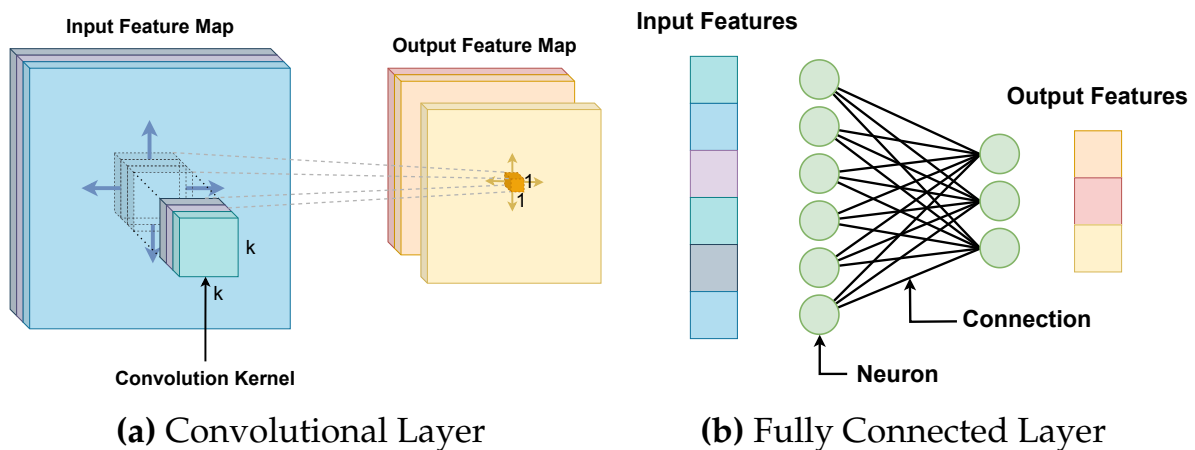 Input Feature Map
Output Feature Map
1
1
k
k
Convolution Kernel
(a) Convolutional Layer
Input Features
Output Features
Connection
Neuron
(b) Fully Connected Layer